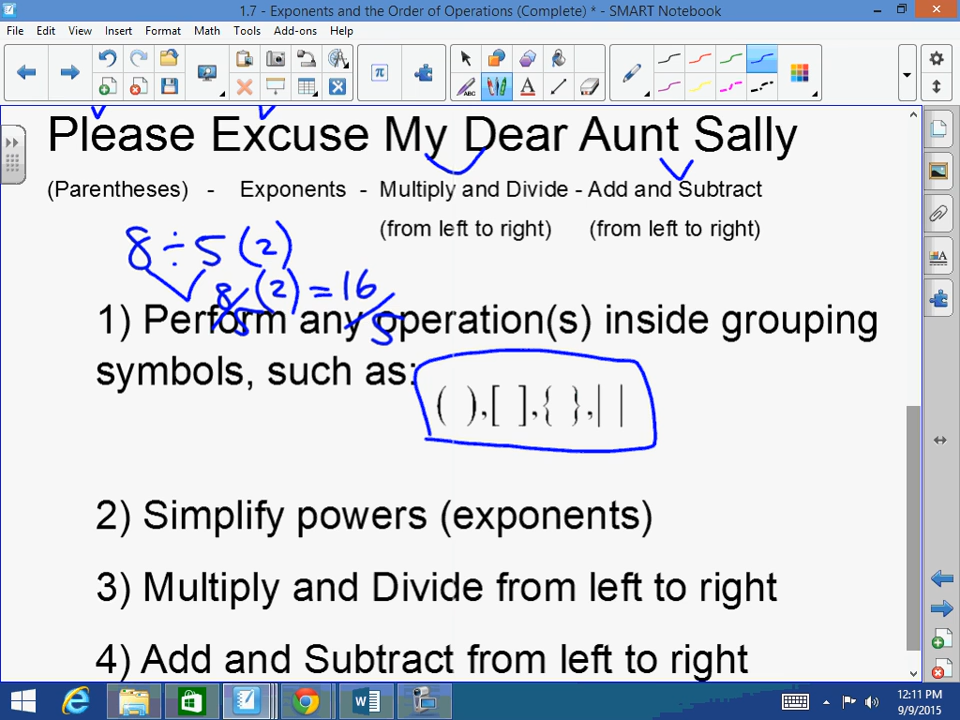 1.7 - Exponents and the Order of Operations (Complete) * - SMART Notebook
File Edit View Insert Format Math Tools Add-ons Help
Please Excuse My Dear Aunt Sally
(Parentheses) - Exponents - Multiply and Divide - Add and Subtract
(from left to right) (from left to right)
8 ÷ 5 (2)
8/5 (2) = 16/5
1) Perform any operation(s) inside grouping
symbols, such as:
( ),[ ],{ },| |
2) Simplify powers (exponents)
3) Multiply and Divide from left to right
4) Add and Subtract from left to right
12:11 PM
9/9/2015